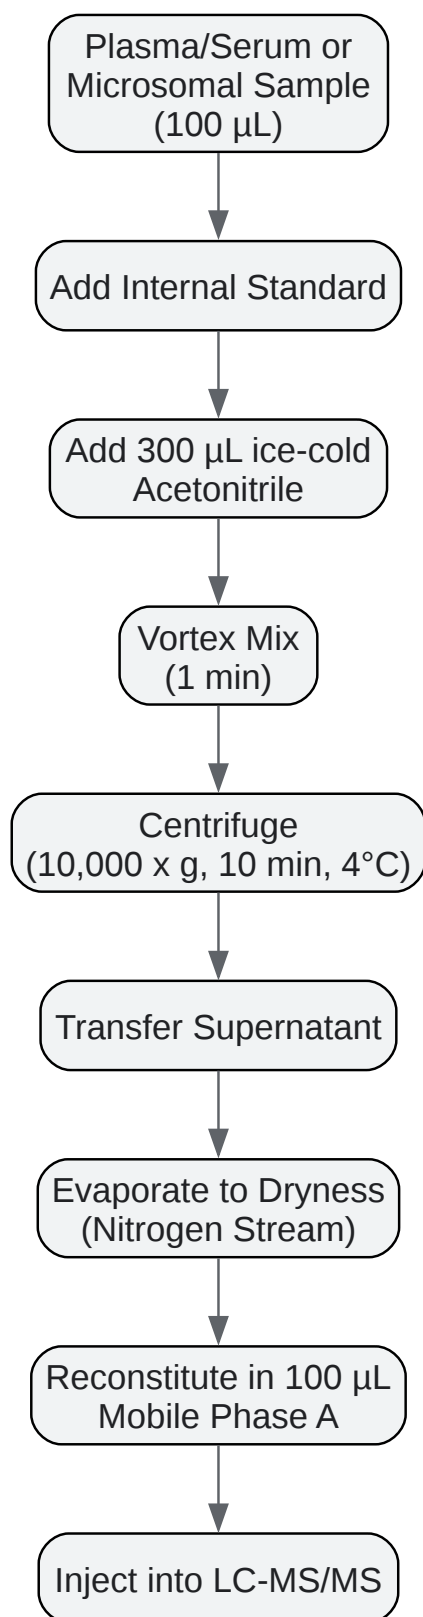 Plasma/Serum or
Microsomal Sample
(100 µL)
Add Internal Standard
Add 300 µL ice-cold
Acetonitrile
Vortex Mix
(1 min)
Centrifuge
(10,000 x g, 10 min, 4°C)
Transfer Supernatant
Evaporate to Dryness
(Nitrogen Stream)
Reconstitute in 100 µL
Mobile Phase A
Inject into LC-MS/MS